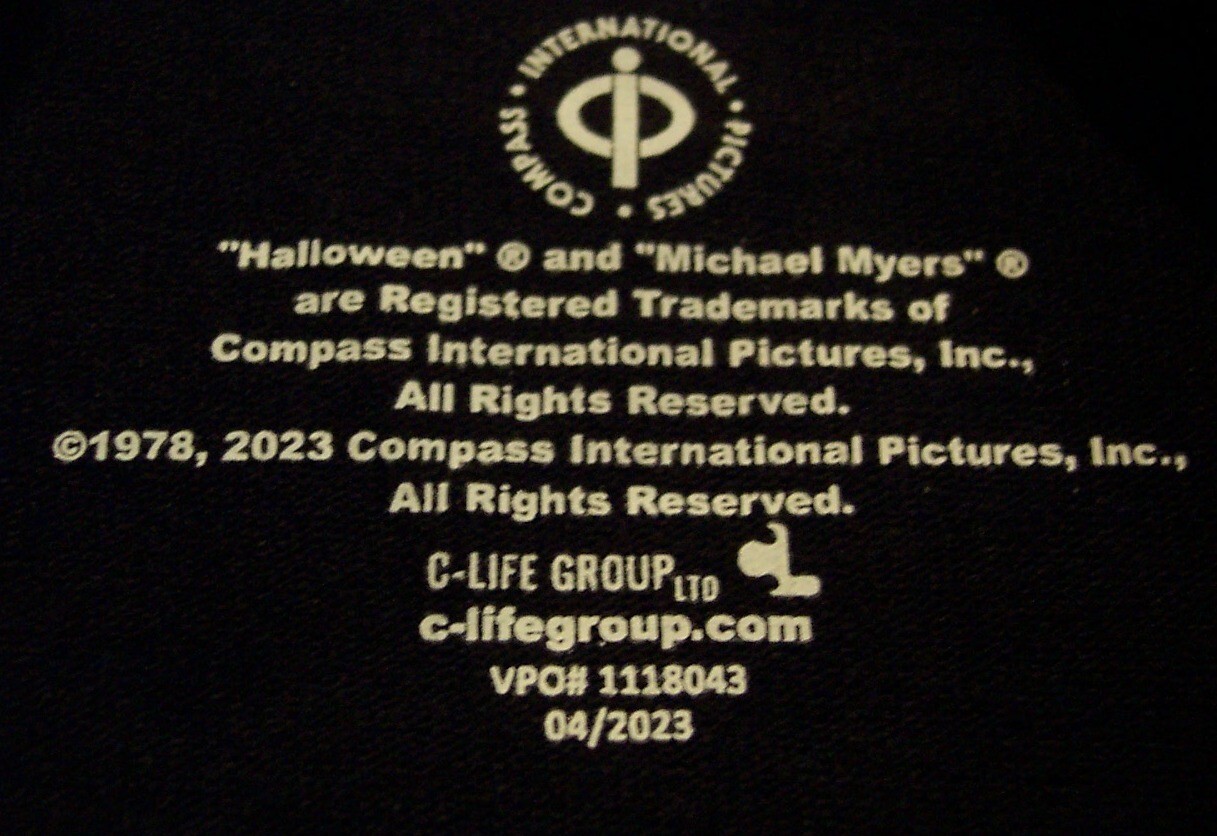 COMPASS • INTERNATIONAL • PICTURES •
"Halloween" ® and "Michael Myers" ®
are Registered Trademarks of
Compass International Pictures, Inc.,
All Rights Reserved.
©1978, 2023 Compass International Pictures, Inc.,
All Rights Reserved.
C-LIFE GROUP LTD
c-lifegroup.com
VPO# 1118043
04/2023